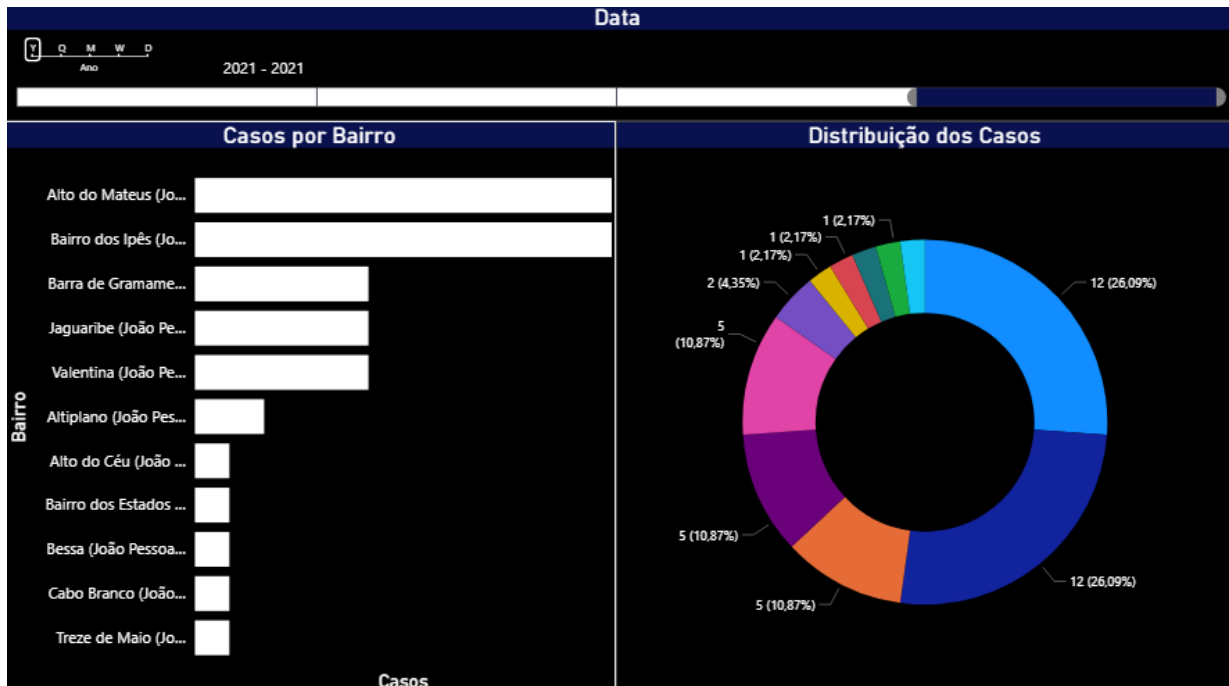 Data
Y Q M W D
Ano
2021 - 2021
Casos por Bairro
Alto do Mateus (Jo...
Bairro dos Ipês (Jo...
Barra de Gramame...
Jaguaribe (João Pe...
Valentina (João Pe...
Altiplano (João Pes...
Alto do Céu (João ...
Bairro dos Estados ...
Bessa (João Pessoa...
Cabo Branco (João...
Treze de Maio (Jo...
Bairro
Casos
Distribuição dos Casos
1 (2,17%)
1 (2,17%)
1 (2,17%)
2 (4,35%)
5
(10,87%)
5 (10,87%)
5 (10,87%)
12 (26,09%)
12 (26,09%)